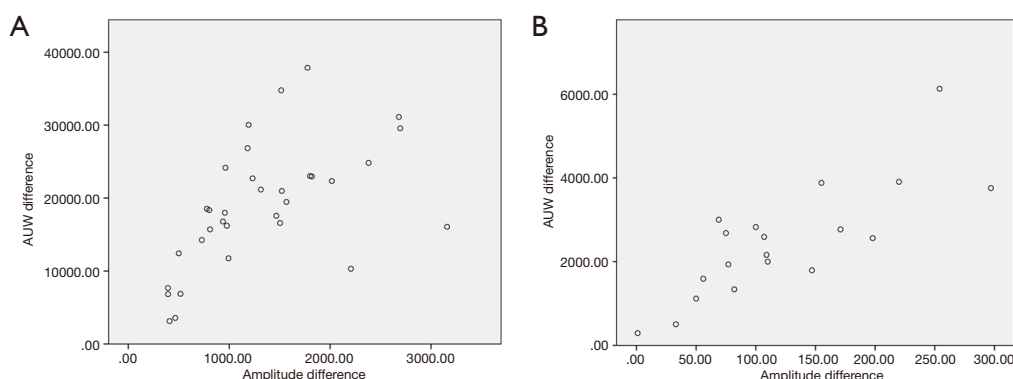 A
40000.00
30000.00
20000.00
10000.00
.00
AUW difference
.00 1000.00 2000.00 3000.00
Amplitude difference
B
6000.00
4000.00
2000.00
.00
AUW difference
.00 50.00 100.00 150.00 200.00 250.00 300.00
Amplitude difference